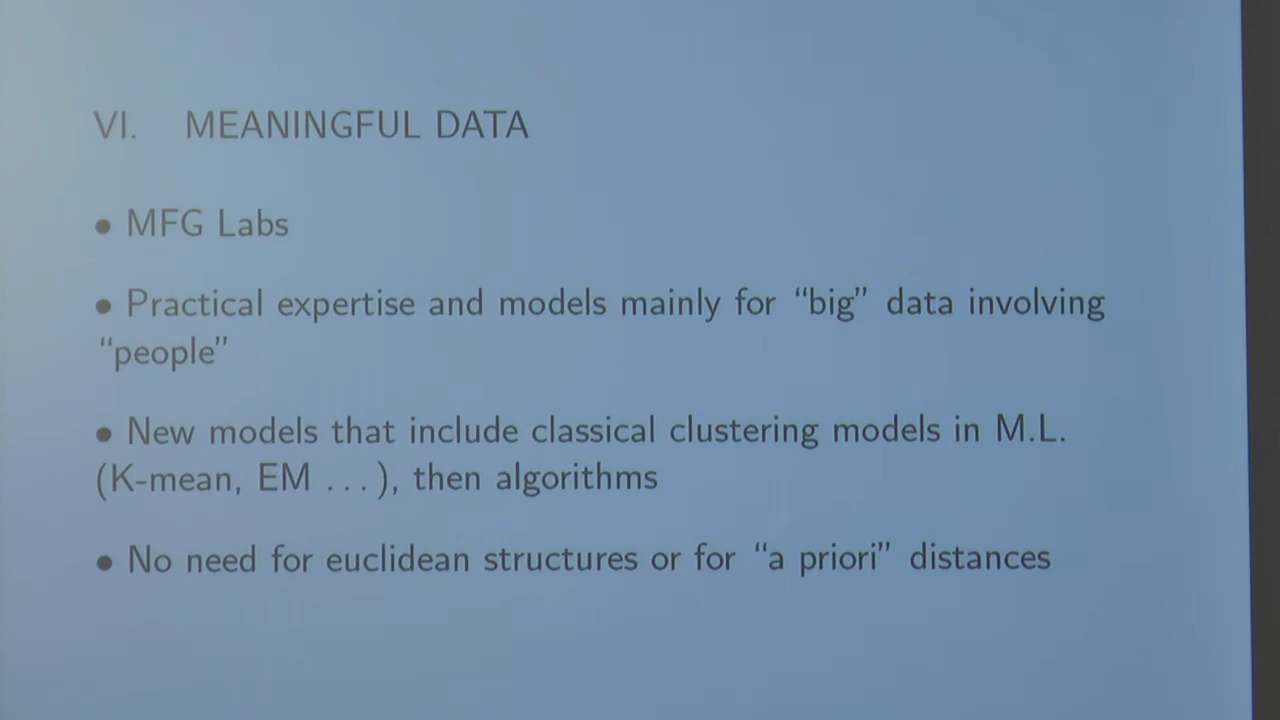 VI. MEANINGFUL DATA
• MFG Labs
• Practical expertise and models mainly for “big” data involving
“people”
• New models that include classical clustering models in M.L.
(K-mean, EM ...), then algorithms
• No need for euclidean structures or for “a priori” distances